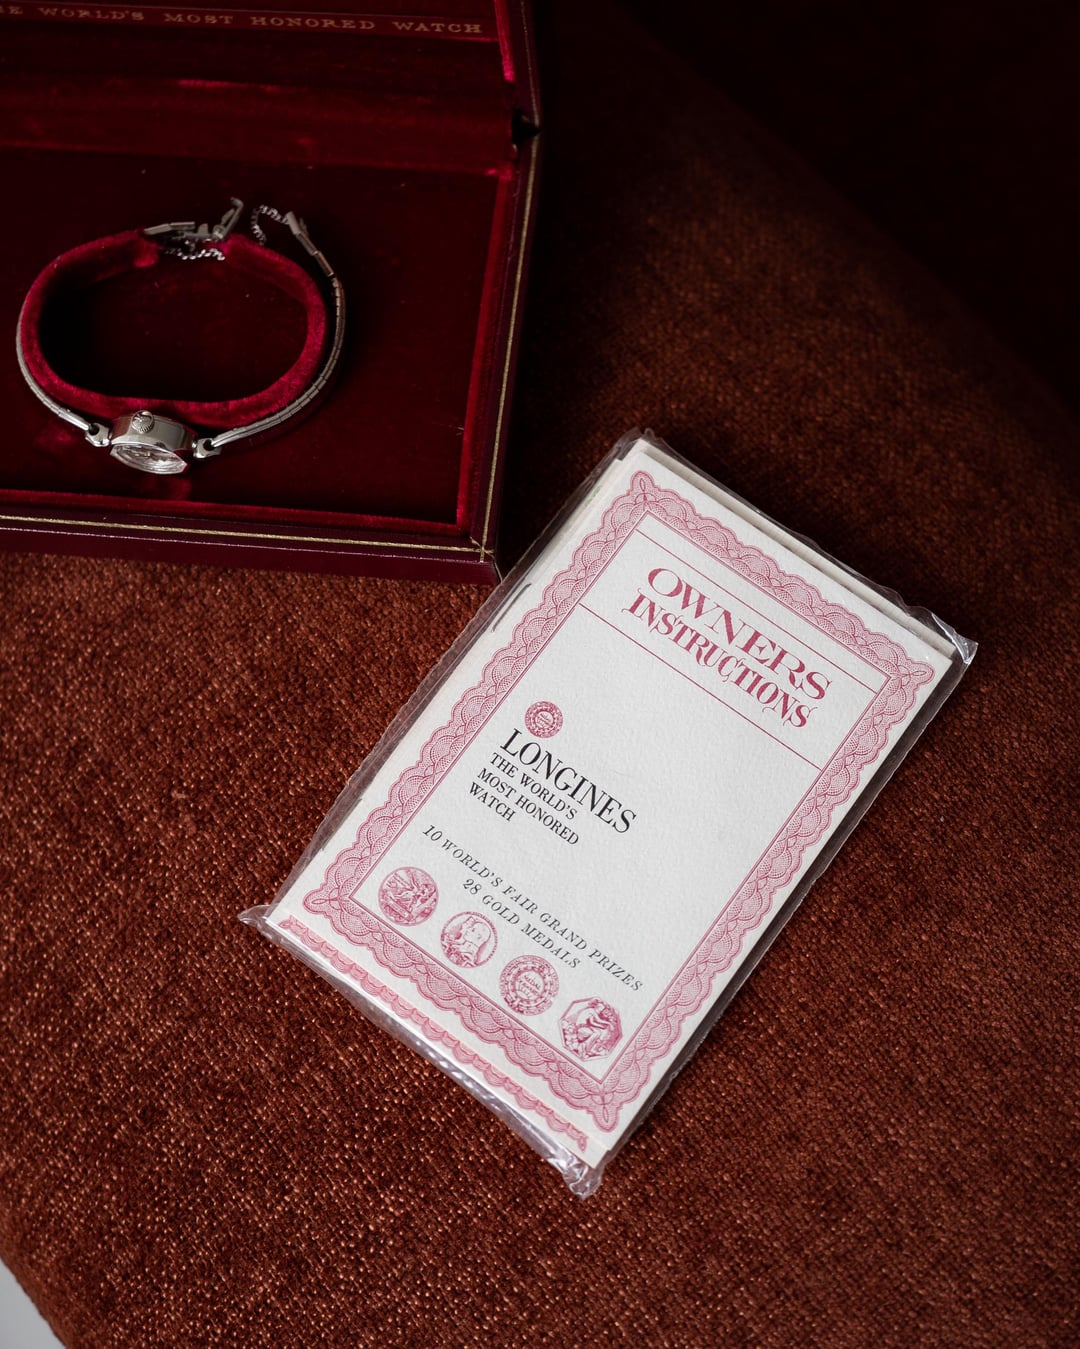 WORLD'S MOST HONORED WATCH
OWNERS
INSTRUCTIONS
LONGINES
THE WORLD'S
MOST HONORED
WATCH
10 WORLD'S FAIR GRAND PRIZES
28 GOLD MEDALS